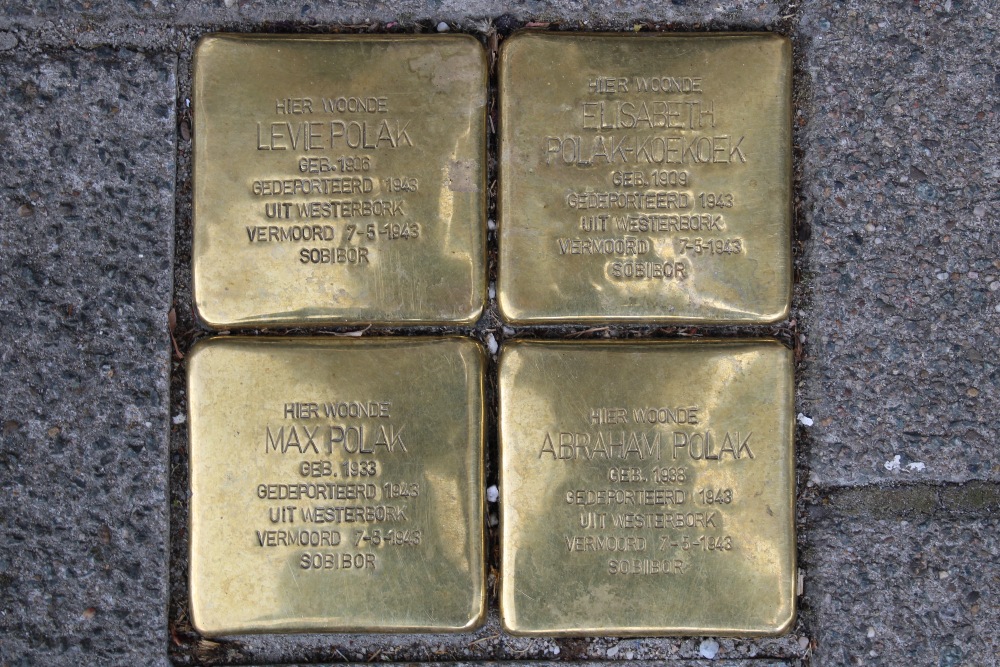 HIER WOONDE
LEVIE POLAK
GEB. 1906
GEDEPORTEERD 1943
UIT WESTERBORK
VERMOORD 7-5-1943
SOBIBOR
HIER WOONDE
ELISABETH
POLAK-KOEKOEK
GEB. 1909
GEDEPORTEERD 1943
UIT WESTERBORK
VERMOORD 7-5-1943
SOBIBOR
HIER WOONDE
MAX POLAK
GEB. 1933
GEDEPORTEERD 1943
UIT WESTERBORK
VERMOORD 7-5-1943
SOBIBOR
HIER WOONDE
ABRAHAM POLAK
GEB. 1938
GEDEPORTEERD 1943
UIT WESTERBORK
VERMOORD 7-5-1943
SOBIBOR